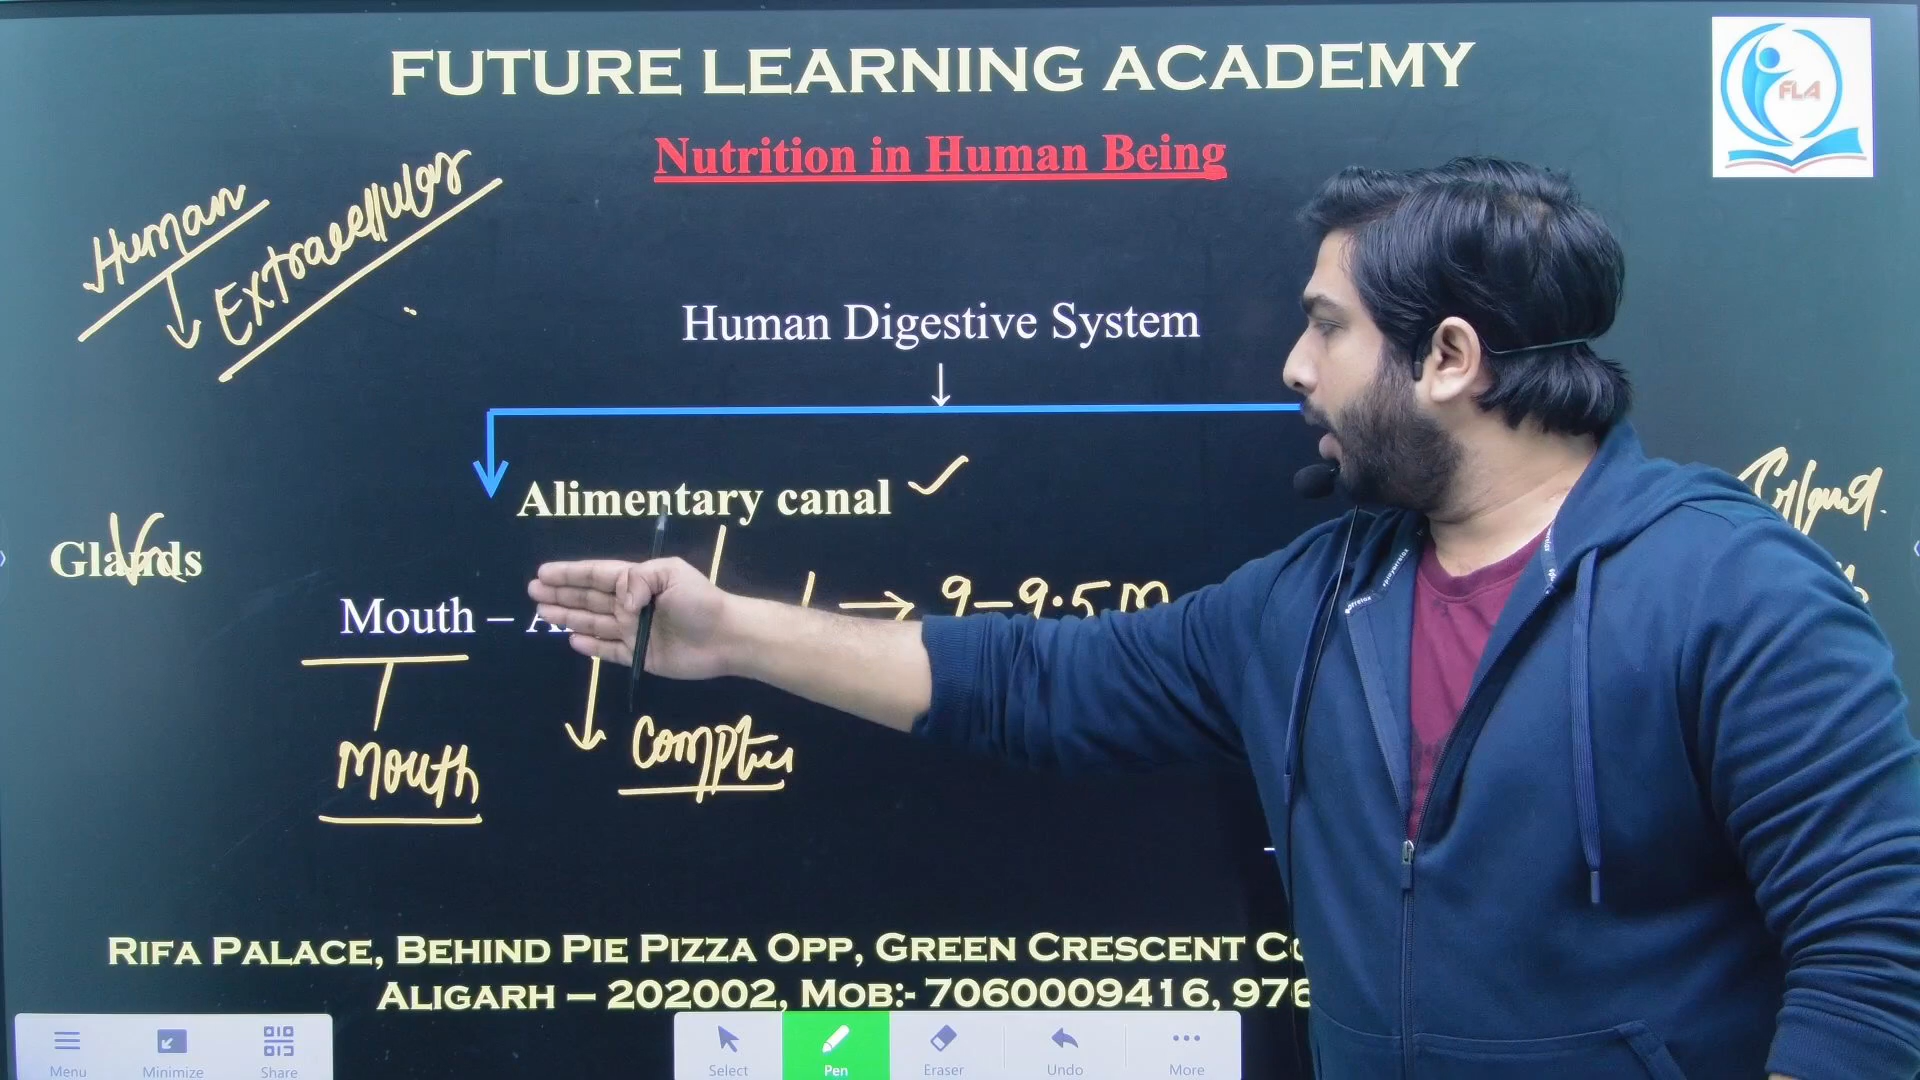 FUTURE LEARNING ACADEMY
FLA
Nutrition in Human Being
Human
Extracellular
Human Digestive System
Alimentary canal
Glands
Mouth –
9-9.5 m
Mouth
RIFA PALACE, BEHIND PIE PIZZA OPP, GREEN CRESCENT
ALIGARH – 202002, MOB:- 7060009416, 976
Menu
Minimize
Share
Select
Pen
Eraser
Undo
More